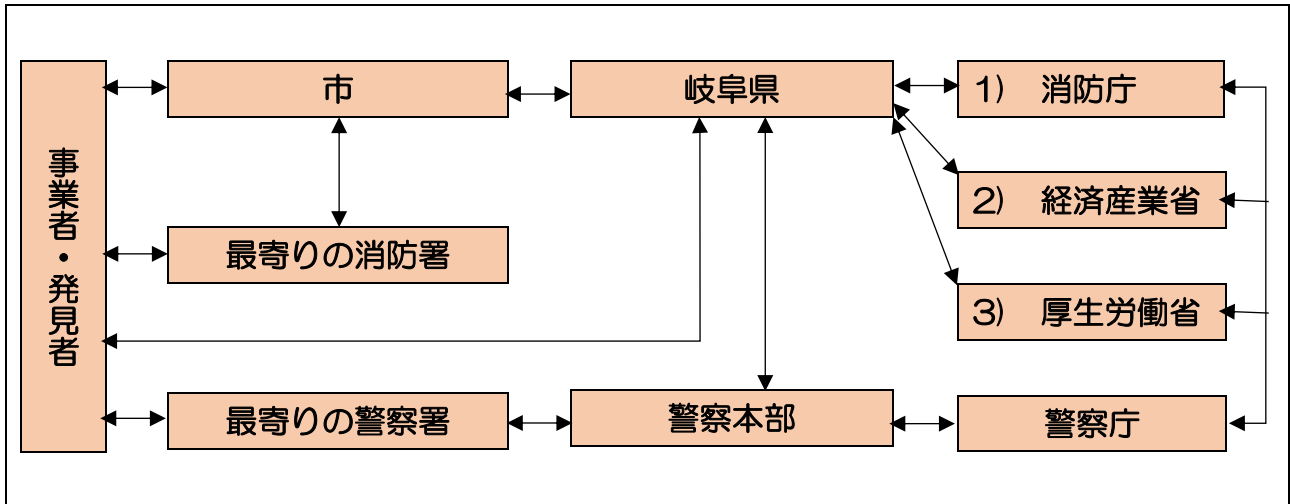 事業者・発見者
市
岐阜県
1)　消防庁
2)　経済産業省
最寄りの消防署
3)　厚生労働省
最寄りの警察署
警察本部
警察庁